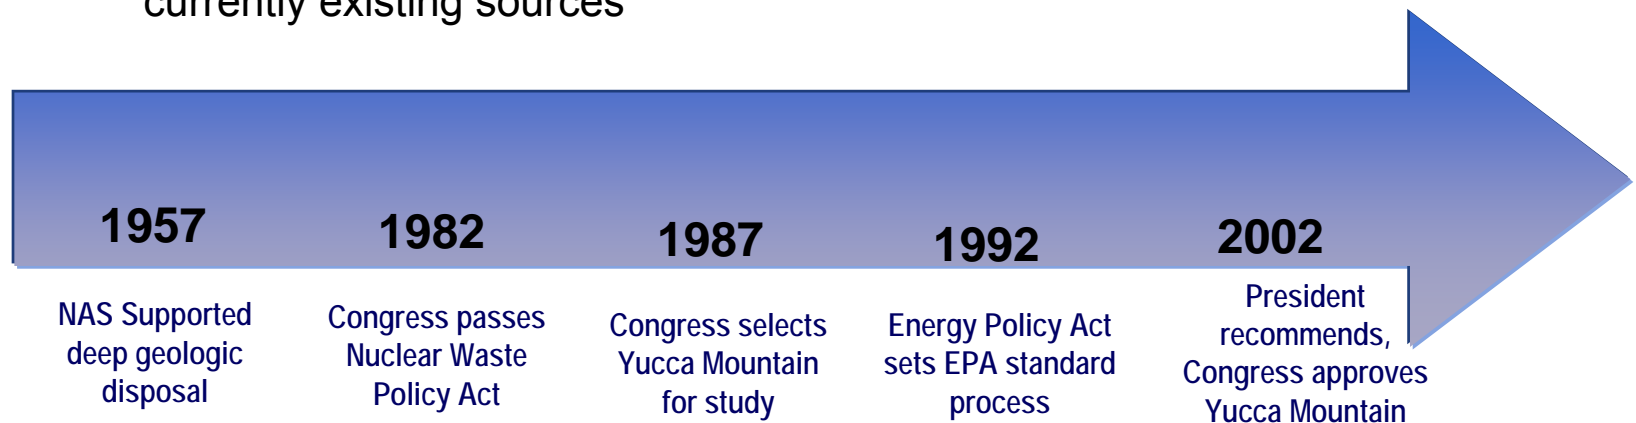 currently existing sources
1957
1982
1987
1992
2002
NAS Supported
deep geologic
disposal
Congress passes
Nuclear Waste
Policy Act
Congress selects
Yucca Mountain
for study
Energy Policy Act
sets EPA standard
process
President
recommends,
Congress approves
Yucca Mountain